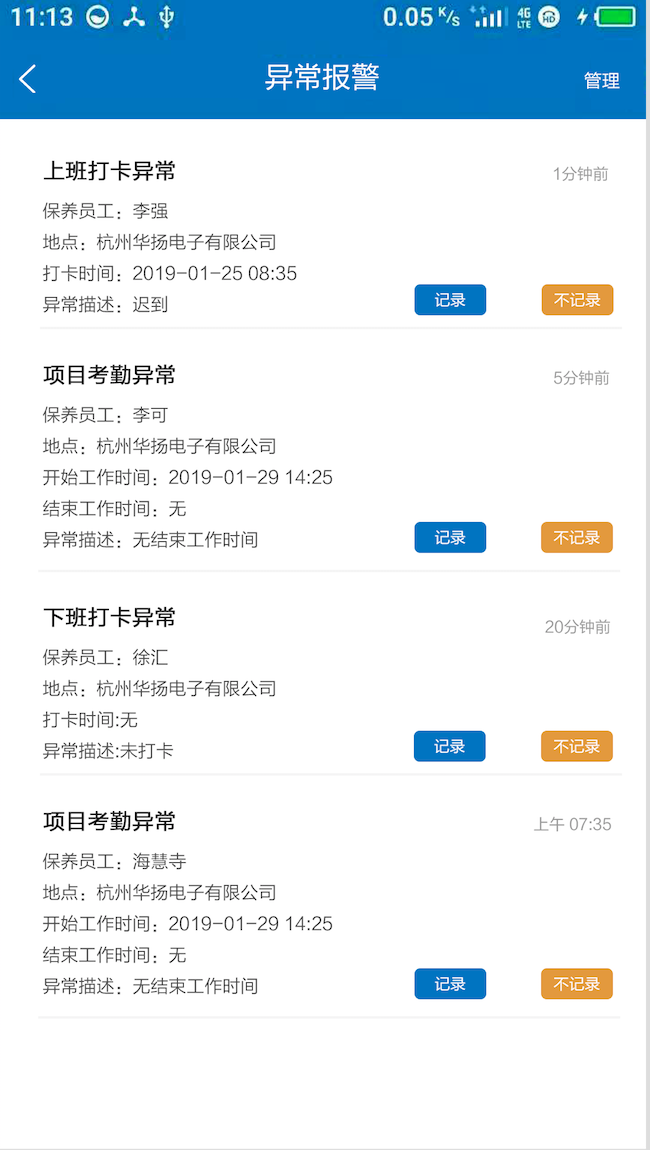 11:13 0.05 K/s 4G LTE HD
异常报警 管理
上班打卡异常 1分钟前
保养员工：李强
地点：杭州华扬电子有限公司
打卡时间：2019-01-25 08:35
异常描述：迟到 记录 不记录
项目考勤异常 5分钟前
保养员工：李可
地点：杭州华扬电子有限公司
开始工作时间：2019-01-29 14:25
结束工作时间：无
异常描述：无结束工作时间 记录 不记录
下班打卡异常 20分钟前
保养员工：徐汇
地点：杭州华扬电子有限公司
打卡时间:无
异常描述:未打卡 记录 不记录
项目考勤异常 上午 07:35
保养员工：海慧寺
地点：杭州华扬电子有限公司
开始工作时间：2019-01-29 14:25
结束工作时间：无
异常描述：无结束工作时间 记录 不记录